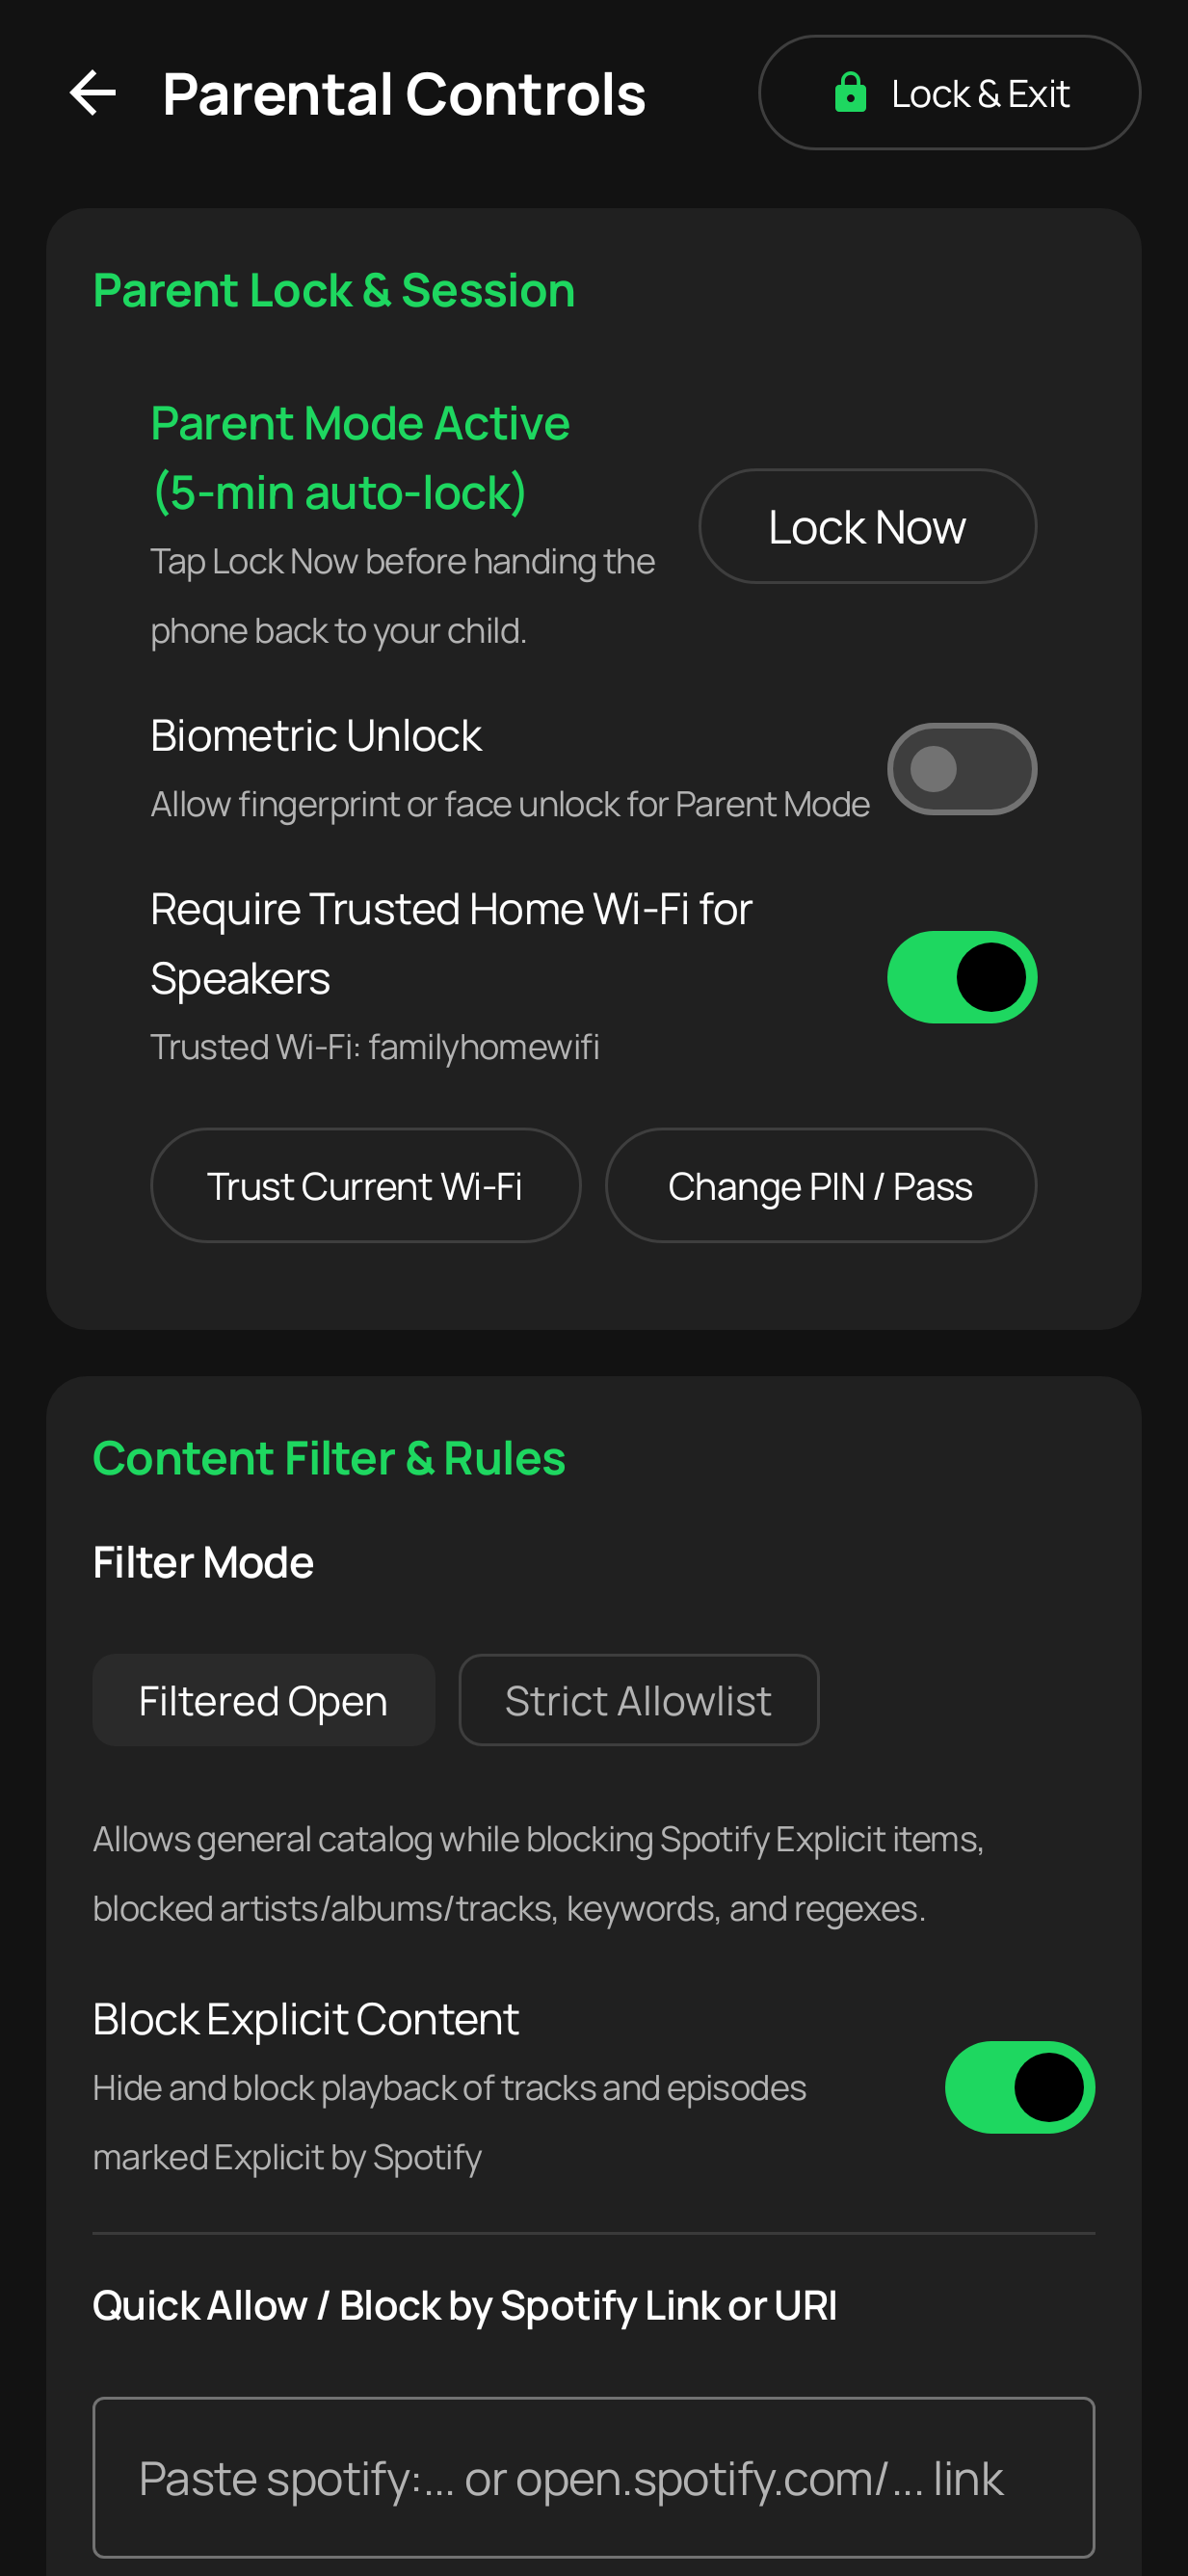 Parental Controls
Lock & Exit
Parent Lock & Session
Parent Mode Active
(5-min auto-lock)
Tap Lock Now before handing the
phone back to your child.
Lock Now
Biometric Unlock
Allow fingerprint or face unlock for Parent Mode
Require Trusted Home Wi-Fi for
Speakers
Trusted Wi-Fi: familyhomewifi
Trust Current Wi-Fi
Change PIN / Pass
Content Filter & Rules
Filter Mode
Filtered Open
Strict Allowlist
Allows general catalog while blocking Spotify Explicit items,
blocked artists/albums/tracks, keywords, and regexes.
Block Explicit Content
Hide and block playback of tracks and episodes
marked Explicit by Spotify
Quick Allow / Block by Spotify Link or URI
Paste spotify:... or open.spotify.com/... link